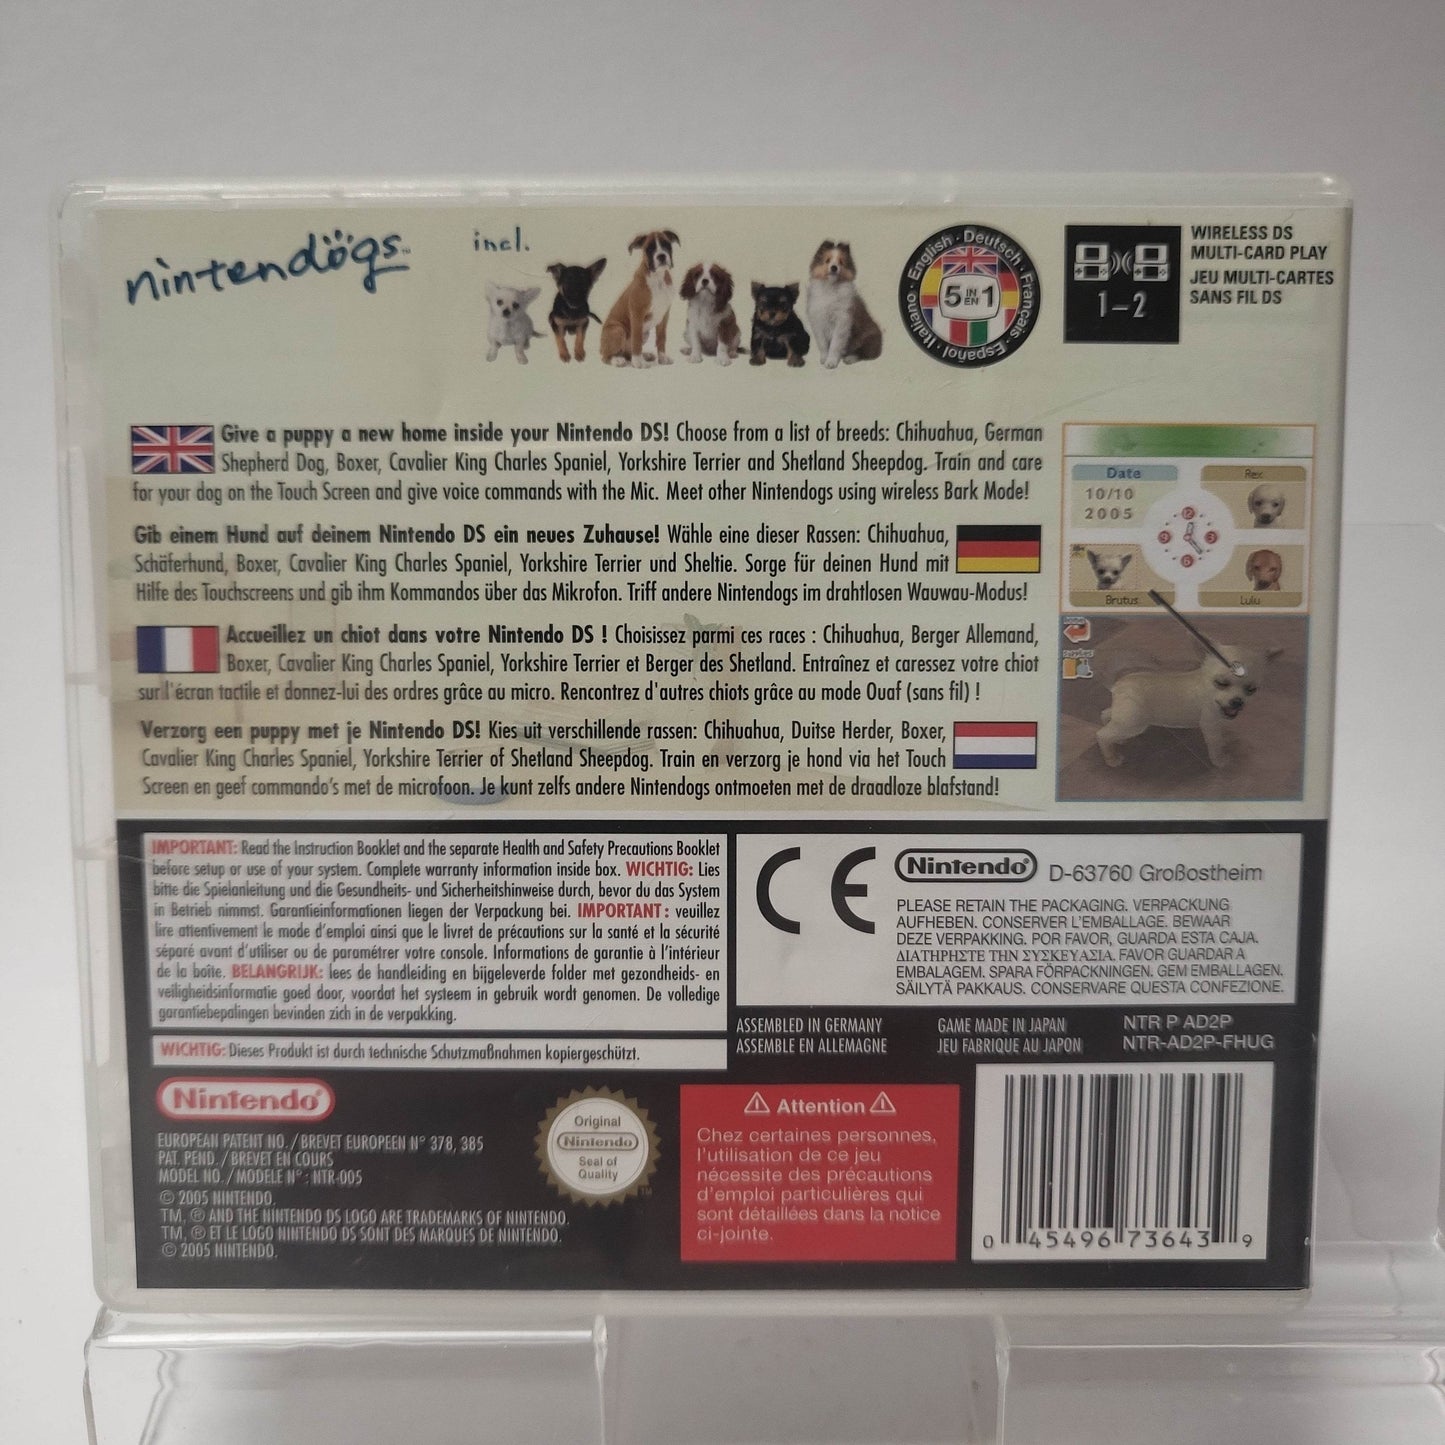 nintendogs™
incl.
English · Deutsch · Français · Español · Italiano ·
5 IN EN 1
1–2
WIRELESS DS
MULTI-CARD PLAY
JEU MULTI-CARTES
SANS FIL DS
Give a puppy a new home inside your Nintendo DS! Choose from a list of breeds: Chihuahua, German
Shepherd Dog, Boxer, Cavalier King Charles Spaniel, Yorkshire Terrier and Shetland Sheepdog. Train and care
for your dog on the Touch Screen and give voice commands with the Mic. Meet other Nintendogs using wireless Bark Mode!
Gib einem Hund auf deinem Nintendo DS ein neues Zuhause! Wähle eine dieser Rassen: Chihuahua,
Schäferhund, Boxer, Cavalier King Charles Spaniel, Yorkshire Terrier und Sheltie. Sorge für deinen Hund mit
Hilfe des Touchscreens und gib ihm Kommandos über das Mikrofon. Triff andere Nintendogs im drahtlosen Wauwau-Modus!
Accueillez un chiot dans votre Nintendo DS ! Choisissez parmi ces races : Chihuahua, Berger Allemand,
Boxer, Cavalier King Charles Spaniel, Yorkshire Terrier et Berger des Shetland. Entraînez et caressez votre chiot
sur l'écran tactile et donnez-lui des ordres grâce au micro. Rencontrez d'autres chiots grâce au mode Ouaf (sans fil) !
Verzorg een puppy met je Nintendo DS! Kies uit verschillende rassen: Chihuahua, Duitse Herder, Boxer,
Cavalier King Charles Spaniel, Yorkshire Terrier of Shetland Sheepdog. Train en verzorg je hond via het Touch
Screen en geef commando's met de microfoon. Je kunt zelfs andere Nintendogs ontmoeten met de draadloze blafstand!
Date
10/10
2005
Rex
12
3
6
9
Brutus
Lulu
IMPORTANT: Read the Instruction Booklet and the separate Health and Safety Precautions Booklet
before setup or use of your system. Complete warranty information inside box. WICHTIG: Lies
bitte die Spielanleitung und die Gesundheits- und Sicherheitshinweise durch, bevor du das System
in Betrieb nimmst. Garantieinformationen liegen der Verpackung bei. IMPORTANT : veuillez
lire attentivement le mode d'emploi ainsi que le livret de précautions sur la santé et la sécurité
séparé avant d'utiliser ou de paramétrer votre console. Informations de garantie à l'intérieur
de la boîte. BELANGRIJK: lees de handleiding en bijgeleverde folder met gezondheids- en
veiligheidsinformatie goed door, voordat het systeem in gebruik wordt genomen. De volledige
garantiebepalingen bevinden zich in de verpakking.
WICHTIG: Dieses Produkt ist durch technische Schutzmaßnahmen kopiergeschützt.
CE
Nintendo® D-63760 Großostheim
PLEASE RETAIN THE PACKAGING. VERPACKUNG
AUFHEBEN. CONSERVER L'EMBALLAGE. BEWAAR
DEZE VERPAKKING. POR FAVOR, GUARDA ESTA CAJA.
ΔΙΑΤΗΡΗΣΤΕ ΤΗΝ ΣΥΣΚΕΥΑΣΙΑ. FAVOR GUARDAR A
EMBALAGEM. SPARA FÖRPACKNINGEN. GEM EMBALLAGEN.
SÄILYTÄ PAKKAUS. CONSERVARE QUESTA CONFEZIONE.
ASSEMBLED IN GERMANY
ASSEMBLE EN ALLEMAGNE
GAME MADE IN JAPAN
JEU FABRIQUE AU JAPON
NTR P AD2P
NTR-AD2P-FHUG
Nintendo®
EUROPEAN PATENT NO. / BREVET EUROPEEN N° 378, 385
PAT. PEND. / BREVET EN COURS
MODEL NO. / MODELE N° : NTR-005
© 2005 NINTENDO.
TM, ® AND THE NINTENDO DS LOGO ARE TRADEMARKS OF NINTENDO.
TM, ® ET LE LOGO NINTENDO DS SONT DES MARQUES DE NINTENDO.
© 2005 NINTENDO.
Original
Nintendo
Seal of
Quality
TM
⚠ Attention ⚠
Chez certaines personnes,
l'utilisation de ce jeu
nécessite des précautions
d'emploi particulières qui
sont détaillées dans la notice
ci-jointe.
0 45496 73643 9